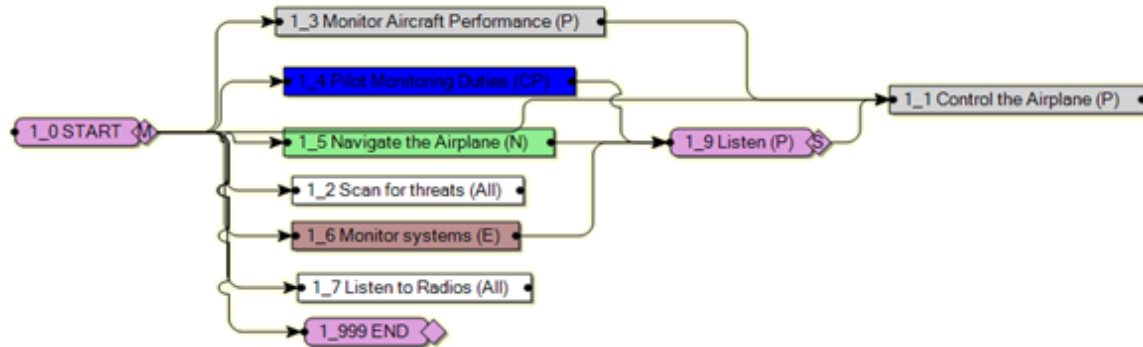 1_3 Monitor Aircraft Performance (P)
1_4 Pilot Monitoring Duties (CP)
1_1 Control the Airplane (P)
1_0 START M
1_5 Navigate the Airplane (N)
1_9 Listen (P) S
1_2 Scan for threats (All)
1_6 Monitor systems (E)
1_7 Listen to Radios (All)
1_999 END